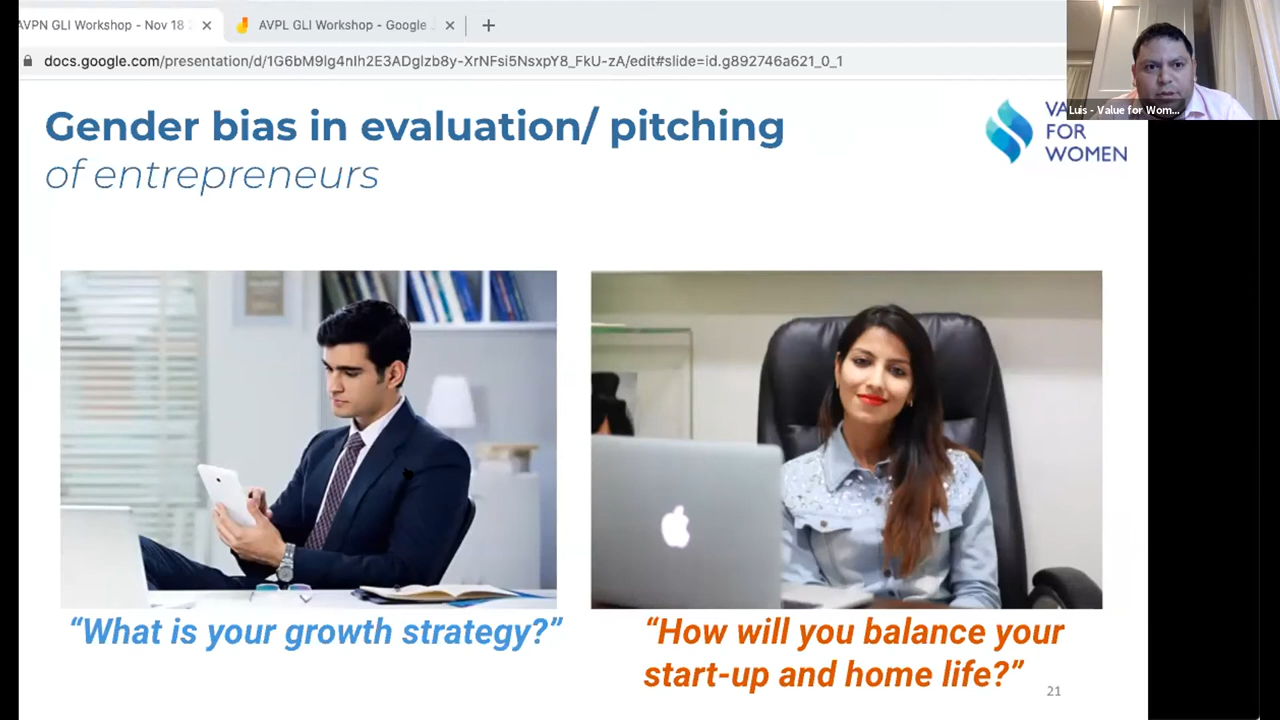 AVPN GLI Workshop - Nov 18
AVPL GLI Workshop - Google
docs.google.com/presentation/d/1G6bM9lg4nIh2E3ADglzb8y-XrNFsi5NsxpY8_FkU-zA/edit#slide=id.g892746a621_0_1
Luis - Value for Wom...
Gender bias in evaluation/ pitching
of entrepreneurs
VA
FOR
WOMEN
“What is your growth strategy?”
“How will you balance your
start-up and home life?”
21